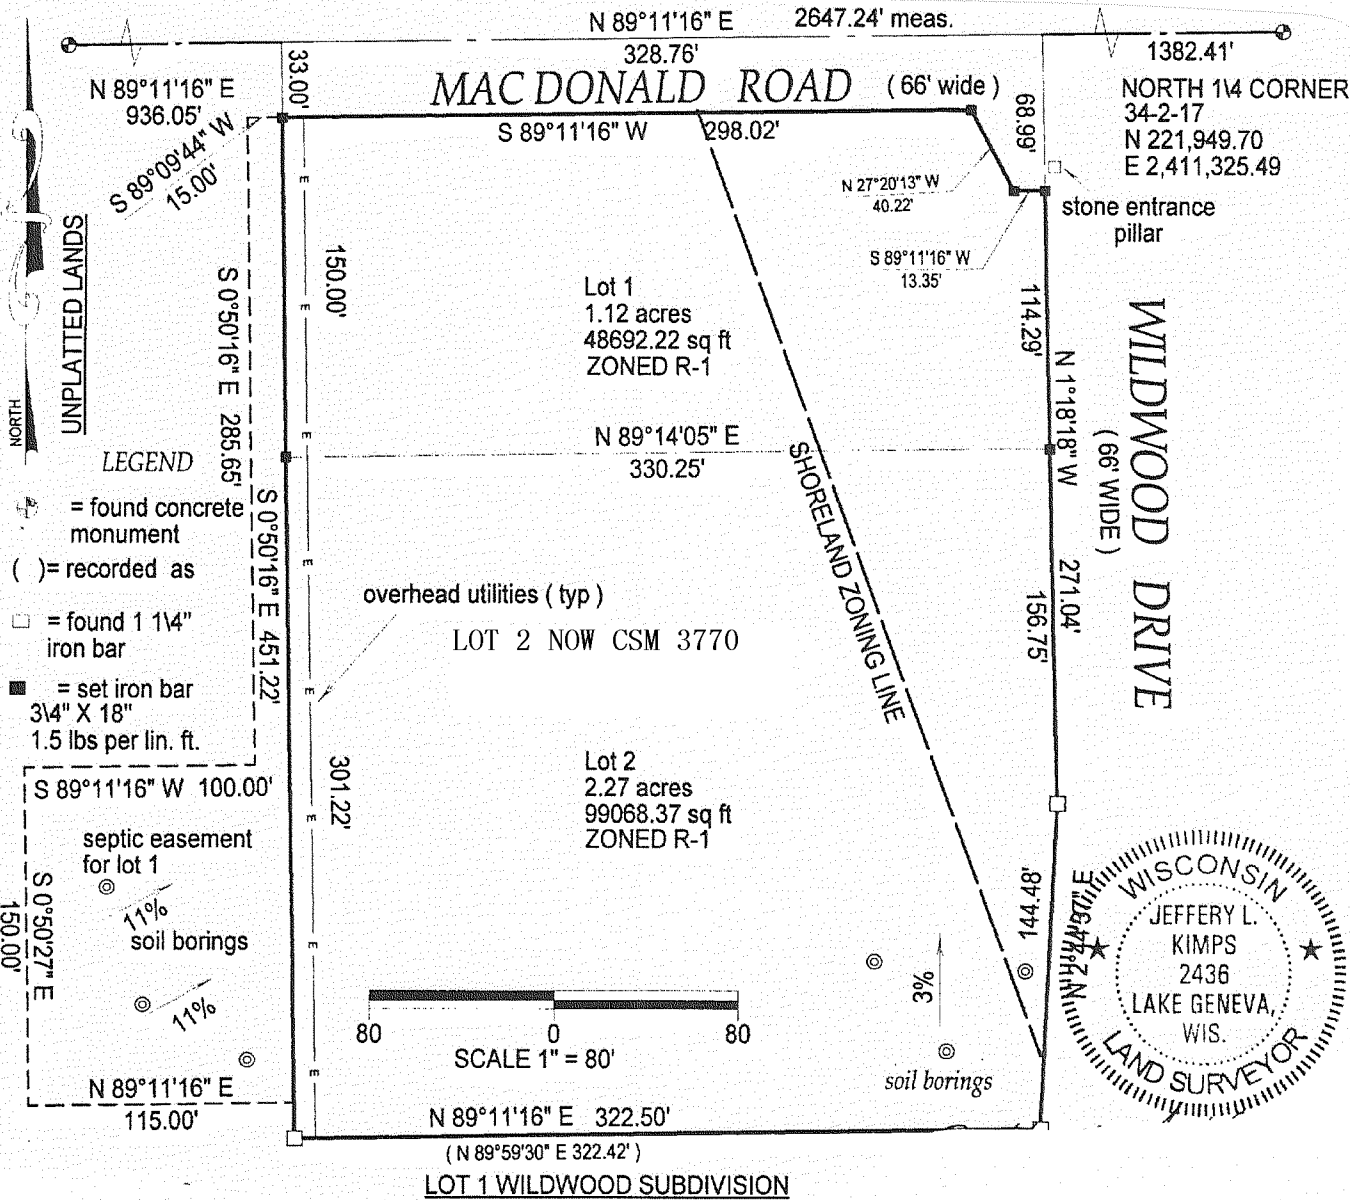 N 89°11'16" E 2647.24' meas.
328.76'
1382.41'
N 89°11'16" E
936.05'
33.00'
MAC DONALD ROAD ( 66' wide )
S 89°11'16" W 298.02'
68.99'
NORTH 1\4 CORNER
34-2-17
N 221,949.70
E 2,411,325.49
S 89°09'44" W
15.00'
N 27°20'13" W
40.22'
stone entrance
pillar
S 89°11'16" W
13.35'
UNPLATTED LANDS
NORTH
S 0°50'16" E 285.65'
150.00'
Lot 1
1.12 acres
48692.22 sq ft
ZONED R-1
114.29'
N 1°18'18" W
271.04'
WILDWOOD DRIVE
( 66' WIDE )
N 89°14'05" E
330.25'
SHORELAND ZONING LINE
LEGEND
= found concrete
monument
( )= recorded as
= found 1 1\4"
iron bar
= set iron bar
3\4" X 18"
1.5 lbs per lin. ft.
S 0°50'16" E 451.22'
overhead utilities ( typ )
LOT 2 NOW CSM 3770
156.75'
E
E
E
E
E
E
E
E
301.22'
Lot 2
2.27 acres
99068.37 sq ft
ZONED R-1
S 89°11'16" W 100.00'
septic easement
for lot 1
11%
soil borings
11%
S 0°50'27" E
150.00'
N 89°11'16" E
115.00'
144.48'
3%
soil borings
80 0 80
SCALE 1" = 80'
WISCONSIN
JEFFERY L.
KIMPS
2436
LAKE GENEVA,
WIS.
LAND SURVEYOR
N 89°11'16" E 322.50'
( N 89°59'30" E 322.42' )
LOT 1 WILDWOOD SUBDIVISION